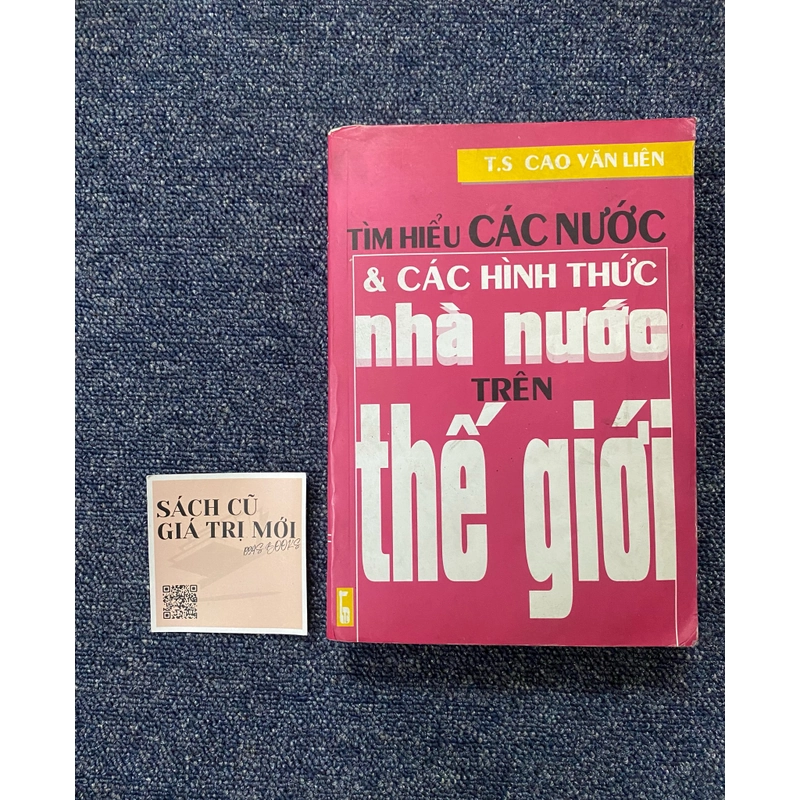 T.S CAO VĂN LIÊN
TÌM HIỂU CÁC NƯỚC
& CÁC HÌNH THỨC
nhà nước
TRÊN
thế giới
SÁCH CŨ
GIÁ TRỊ MỚI